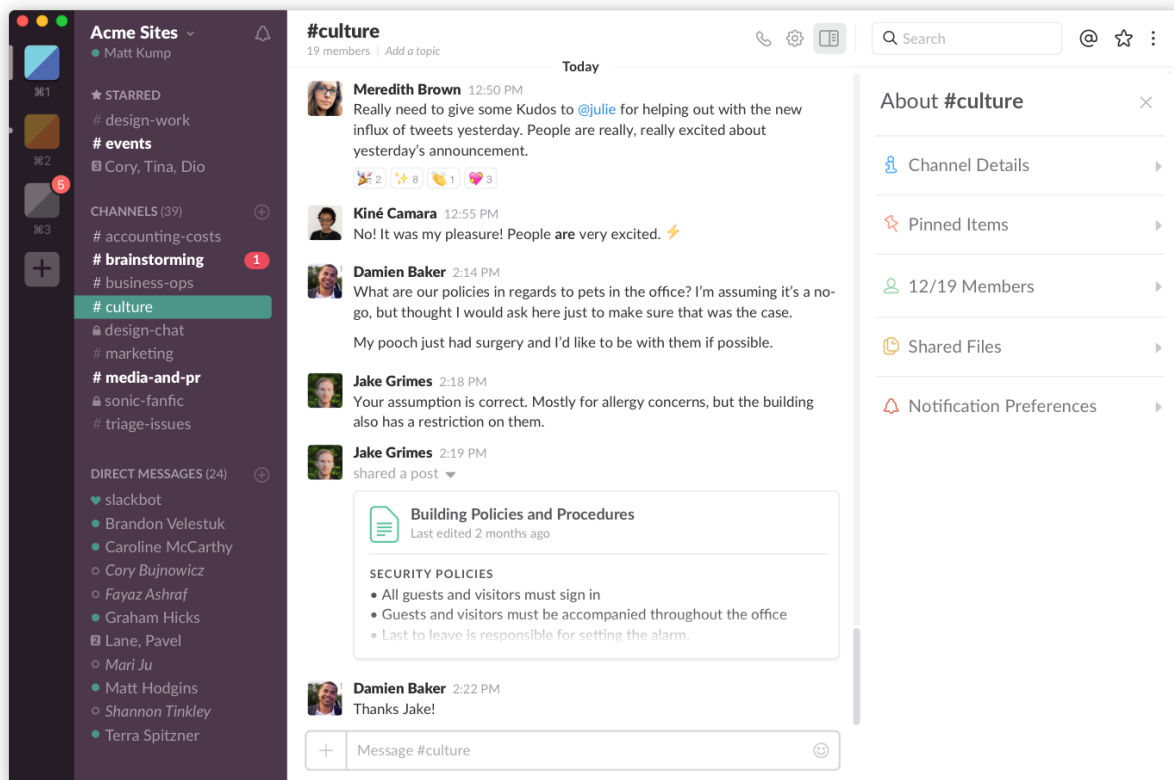 ⌘1
⌘2
5
⌘3
Acme Sites
Matt Kump
STARRED
# design-work
# events
3 Cory, Tina, Dio
CHANNELS (39)
# accounting-costs
# brainstorming 1
# business-ops
# culture
design-chat
# marketing
# media-and-pr
sonic-fanfic
# triage-issues
DIRECT MESSAGES (24)
slackbot
Brandon Velestuk
Caroline McCarthy
Cory Bujnowicz
Fayaz Ashraf
Graham Hicks
2 Lane, Pavel
Mari Ju
Matt Hodgins
Shannon Tinkley
Terra Spitzner
#culture
19 members | Add a topic
Search
Today
Meredith Brown 12:50 PM
Really need to give some Kudos to @julie for helping out with the new
influx of tweets yesterday. People are really, really excited about
yesterday’s announcement.
🎉 2 ✨ 8 👏 1 💖 3
Kiné Camara 12:55 PM
No! It was my pleasure! People are very excited. ⚡
Damien Baker 2:14 PM
What are our policies in regards to pets in the office? I’m assuming it’s a no-
go, but thought I would ask here just to make sure that was the case.
My pooch just had surgery and I’d like to be with them if possible.
Jake Grimes 2:18 PM
Your assumption is correct. Mostly for allergy concerns, but the building
also has a restriction on them.
Jake Grimes 2:19 PM
shared a post
Building Policies and Procedures
Last edited 2 months ago
SECURITY POLICIES
• All guests and visitors must sign in
• Guests and visitors must be accompanied throughout the office
• Last to leave is responsible for setting the alarm.
Damien Baker 2:22 PM
Thanks Jake!
Message #culture
About #culture
Channel Details
Pinned Items
12/19 Members
Shared Files
Notification Preferences